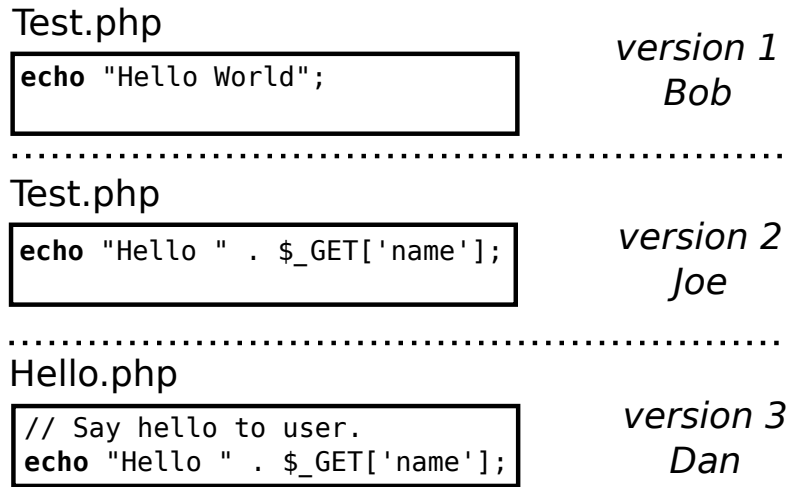 Test.php
echo "Hello World";
version 1
Bob
Test.php
echo "Hello " . $_GET['name'];
version 2
Joe
Hello.php
// Say hello to user.
echo "Hello " . $_GET['name'];
version 3
Dan